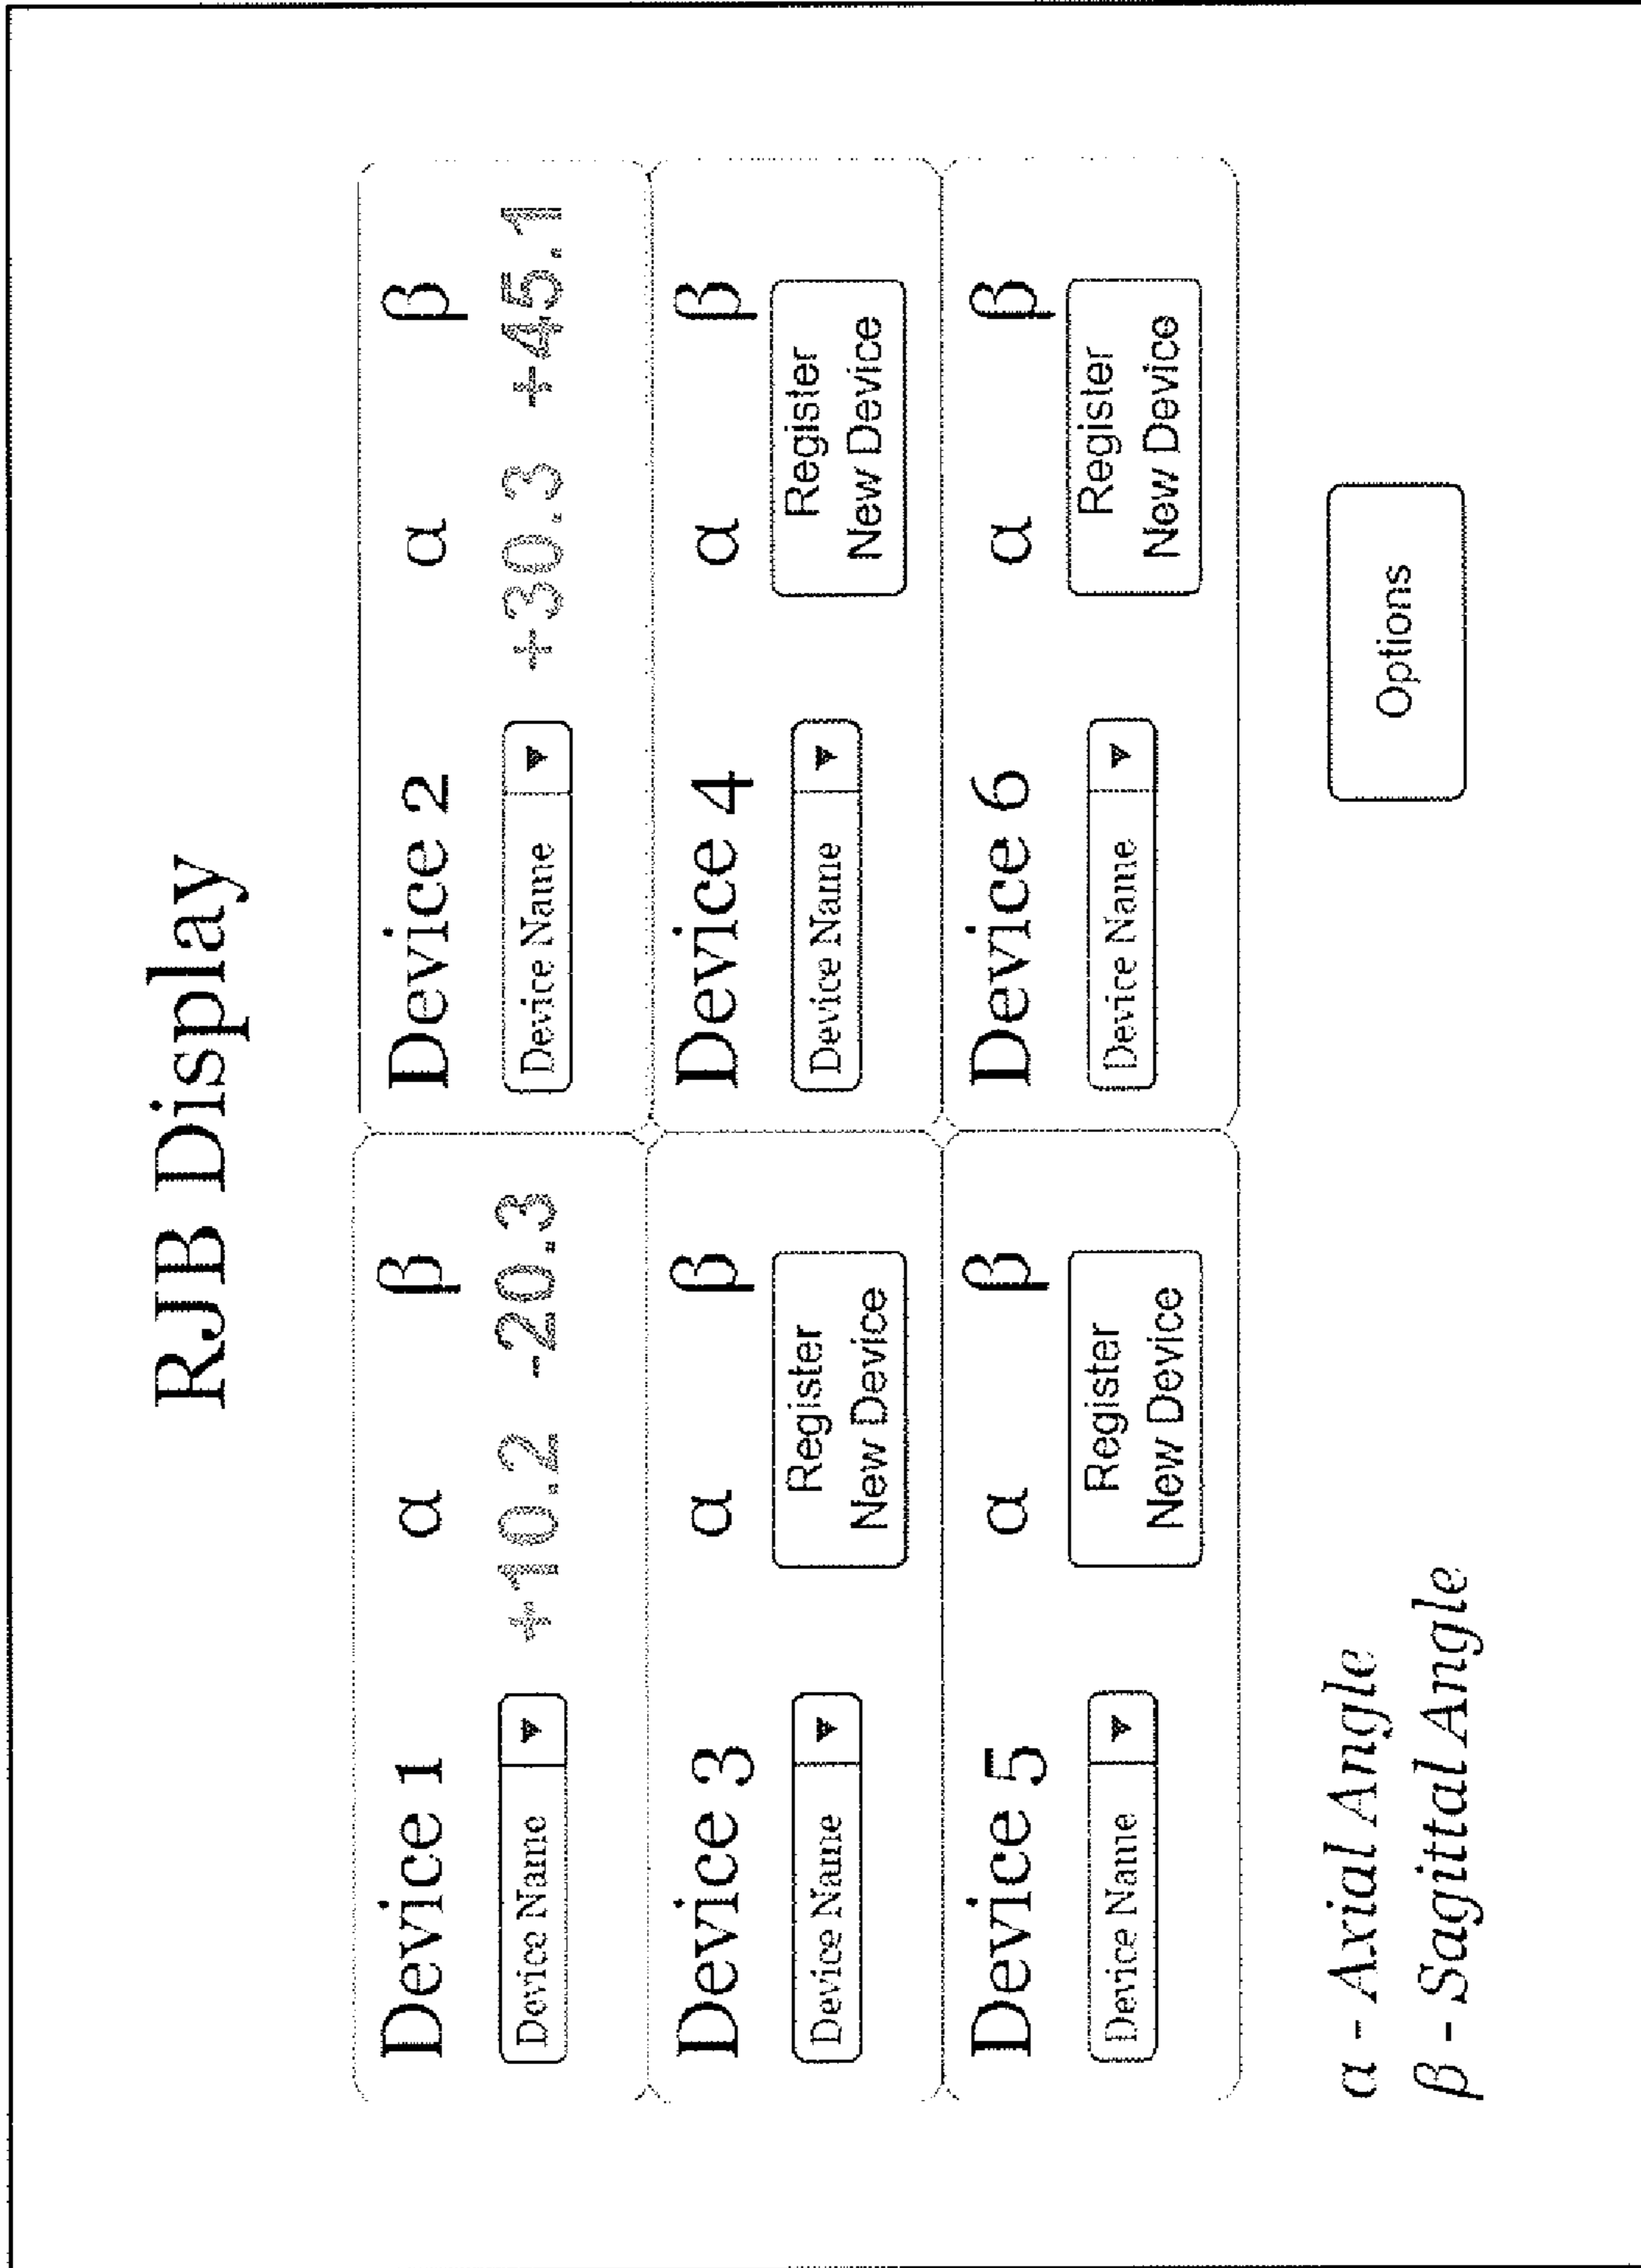 RJB Display
Device 1 α β
Device Name +10.2 -20.3
Device 2 α β
Device Name +30.3 +45.1
Device 3 α β
Device Name Register
New Device
Device 4 α β
Device Name Register
New Device
Device 5 α β
Device Name Register
New Device
Device 6 α β
Device Name Register
New Device
α - Axial Angle
β - Sagittal Angle
Options